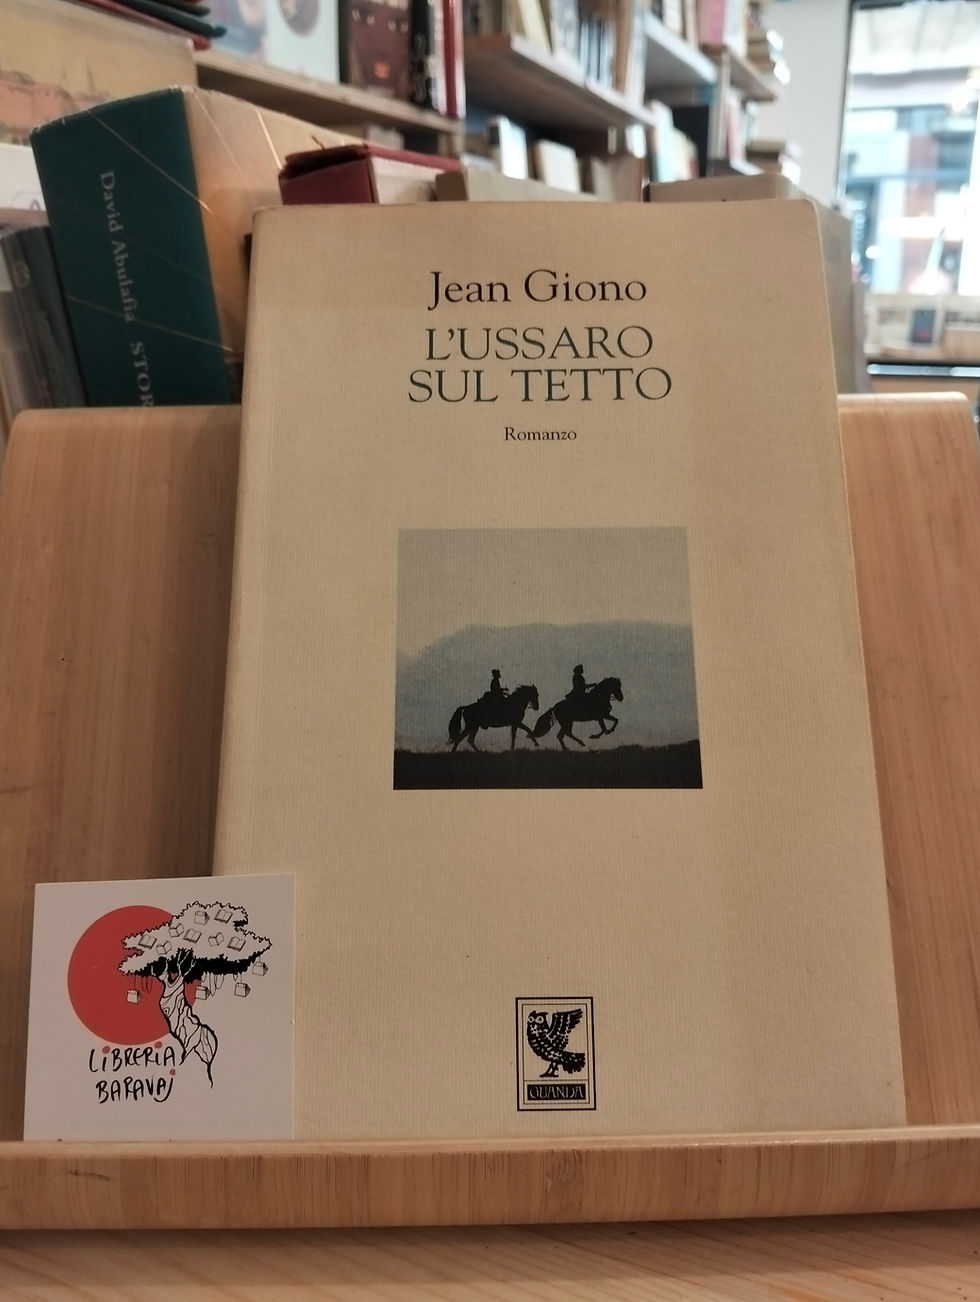 David Abulafia STOR
Jean Giono
L'USSARO
SUL TETTO
Romanzo
GUANDA
LiBRERiA
BARAVAj